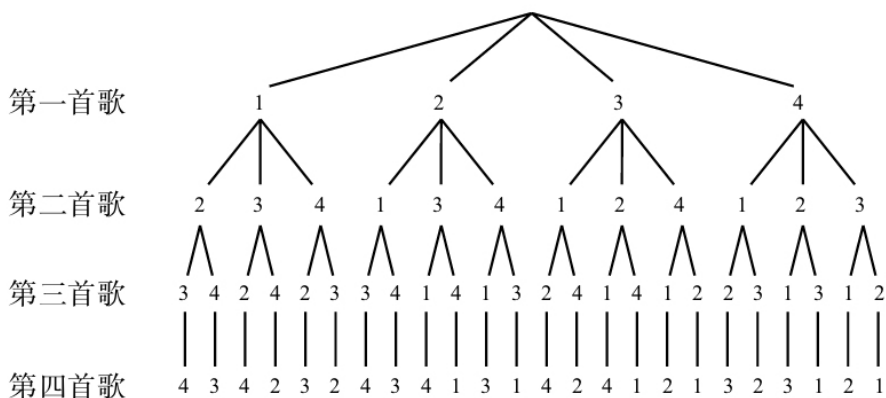 第一首歌 1 2 3 4
第二首歌 2 3 4 1 3 4 1 2 4 1 2 3
第三首歌 3 4 2 4 2 3 3 4 1 4 1 3 2 4 1 4 1 2 2 3 1 3 1 2
第四首歌 4 3 4 2 3 2 4 3 4 1 3 1 4 2 4 1 2 1 3 2 3 1 2 1